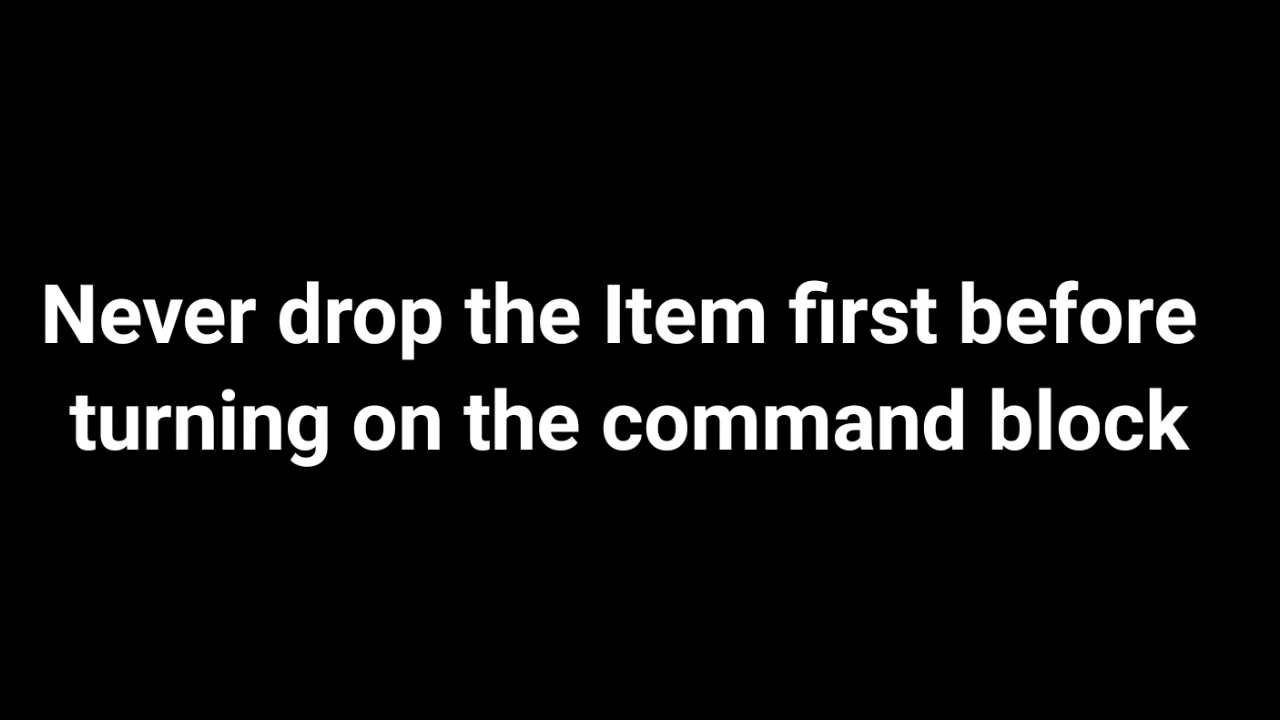 Never drop the Item first before
turning on the command block